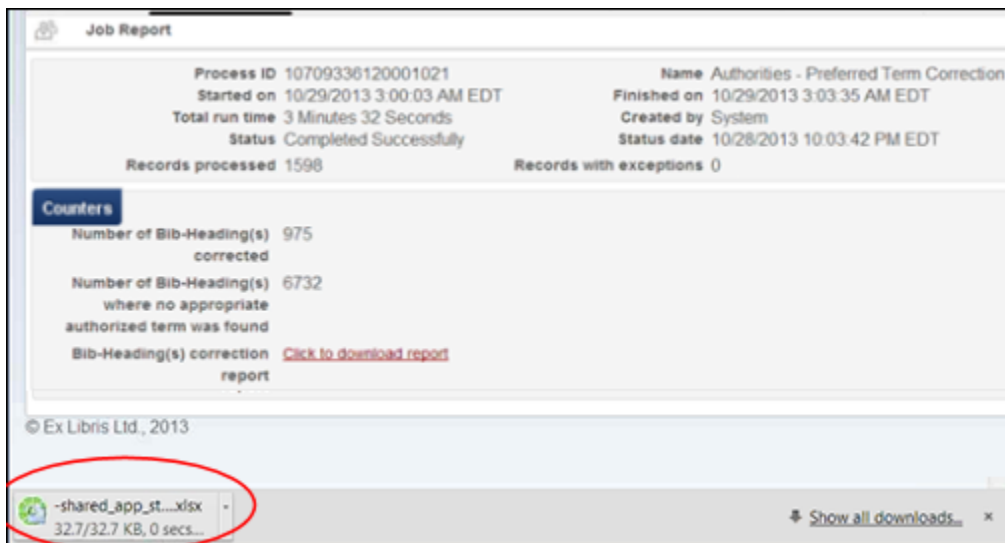 Job Report
Process ID 10709336120001021 Name Authorities - Preferred Term Correction
Started on 10/29/2013 3:00:03 AM EDT Finished on 10/29/2013 3:03:35 AM EDT
Total run time 3 Minutes 32 Seconds Created by System
Status Completed Successfully Status date 10/28/2013 10:03:42 PM EDT
Records processed 1598 Records with exceptions 0
Counters
Number of Bib-Heading(s) 975
corrected
Number of Bib-Heading(s) 6732
where no appropriate
authorized term was found
Bib-Heading(s) correction Click to download report
report
© Ex Libris Ltd., 2013
-shared_app_st....xlsx
32.7/32.7 KB, 0 secs...
Show all downloads...